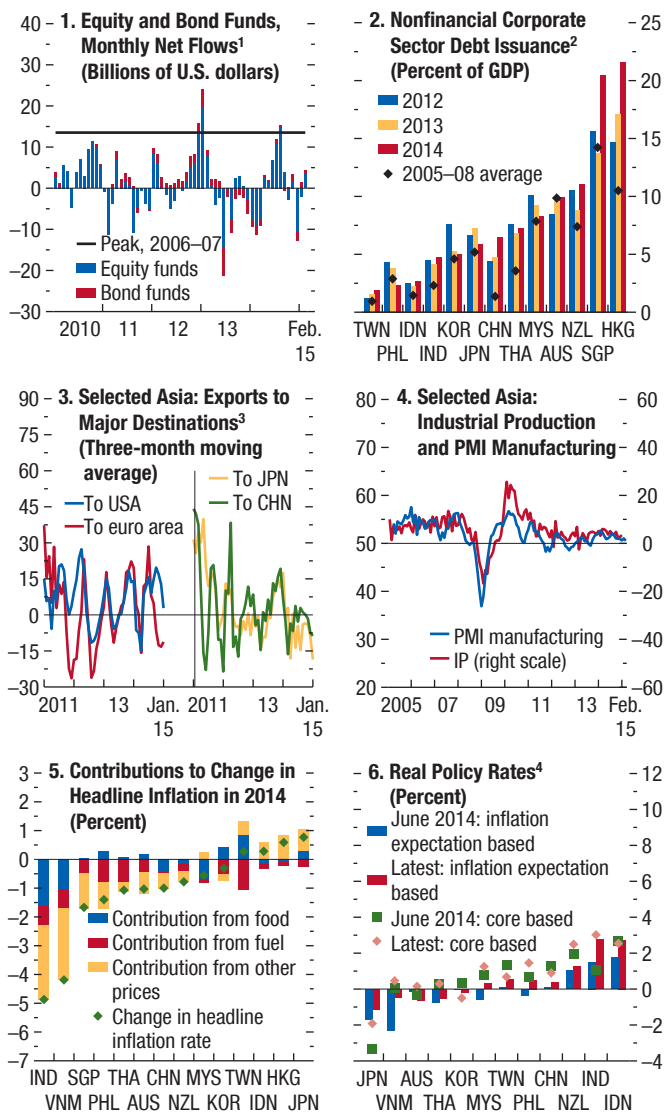 1. Equity and Bond Funds,
Monthly Net Flows¹
(Billions of U.S. dollars)
40
30
20
10
0
−10
−20
−30
Peak, 2006–07
Equity funds
Bond funds
2010 11 12 13 Feb.
15
2. Nonfinancial Corporate
Sector Debt Issuance²
(Percent of GDP)
2012
2013
2014
2005–08 average
25
20
15
10
5
0
TWN IDN KOR CHN MYS NZL HKG
PHL IND JPN THA AUS SGP
3. Selected Asia: Exports to
Major Destinations³
(Three-month moving
average)
90
75
60
45
30
15
0
−15
−30
To USA
To euro area
To JPN
To CHN
2011 13 Jan. 2011 13 Jan.
15 15
4. Selected Asia:
Industrial Production
and PMI Manufacturing
80
70
60
50
40
30
20
60
40
20
0
−20
−40
−60
PMI manufacturing
IP (right scale)
2005 07 09 11 13 Feb.
15
5. Contributions to Change in
Headline Inflation in 2014
(Percent)
3
2
1
0
−1
−2
−3
−4
−5
−6
−7
Contribution from food
Contribution from fuel
Contribution from other
prices
Change in headline
inflation rate
IND SGP THA CHN MYS TWN HKG
VNM PHL AUS NZL KOR IDN JPN
6. Real Policy Rates⁴
(Percent)
June 2014: inflation
expectation based
Latest: inflation expectation
based
June 2014: core based
Latest: core based
12
10
8
6
4
2
0
−2
−4
JPN AUS KOR TWN CHN IND
VNM THA MYS PHL NZL IDN